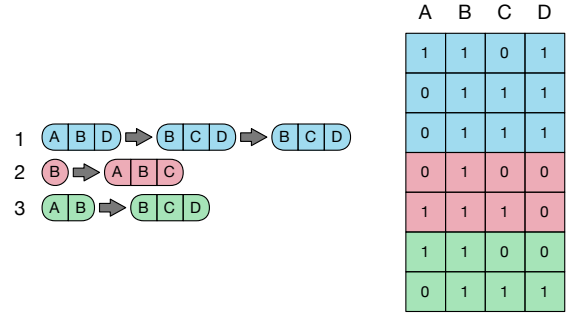 1 A B D B C D B C D
2 B A B C
3 A B B C D
A B C D
1 1 0 1
0 1 1 1
0 1 1 1
0 1 0 0
1 1 1 0
1 1 0 0
0 1 1 1